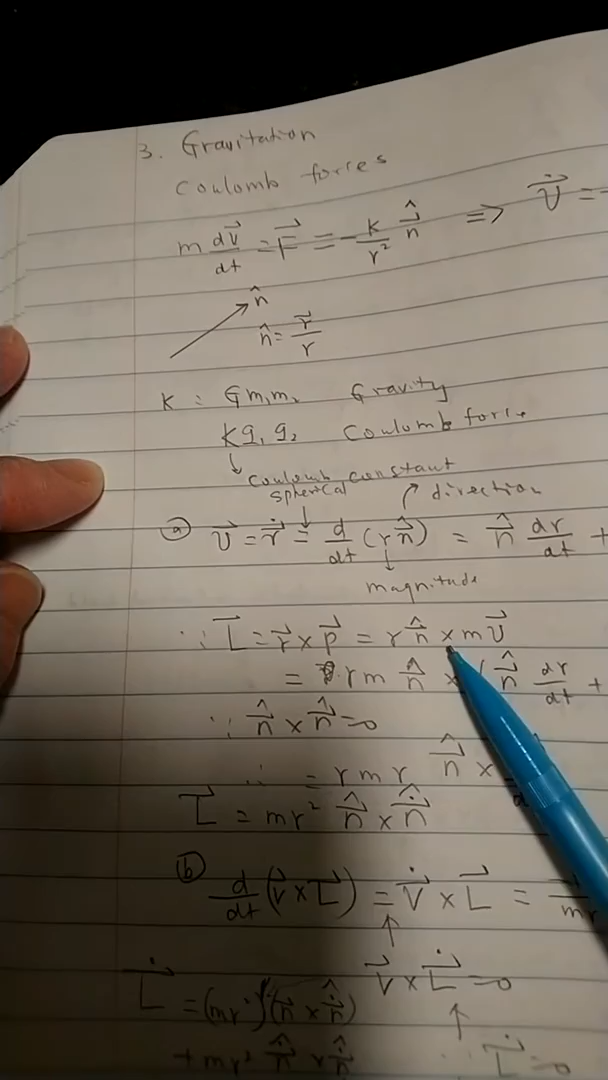 3. Gravitation
Coulomb forces
m dv⃗/dt = F⃗ = -k/r² n̂ ⇒ v⃗̇ =
n̂
n̂ = r⃗/r
K : Gm₁m₂ Gravity
Kq₁q₂ Coulomb force
↓ Coulomb constant
spherical direction
ⓐ v⃗ = r⃗̇ = d/dt (r n̂) = n̂ dr/dt +
magnitude
∵ L⃗ = r⃗ × p⃗ = r n̂ × m v⃗
= r m n̂ × ( n̂ dr/dt +
∵ n̂ × n̂ = 0
∴ = r m r n̂ ×
L⃗ = mr² n̂ × n̂̇
ⓑ d/dt (v⃗ × L⃗) = v⃗̇ × L⃗ =
↑
v⃗ × L⃗̇ = 0
L⃗̇ = (mr²)̇ (n̂ × n̂̇) ↑
+ mr² n̂̇ × n̂̇ ∵ L⃗̇ = 0